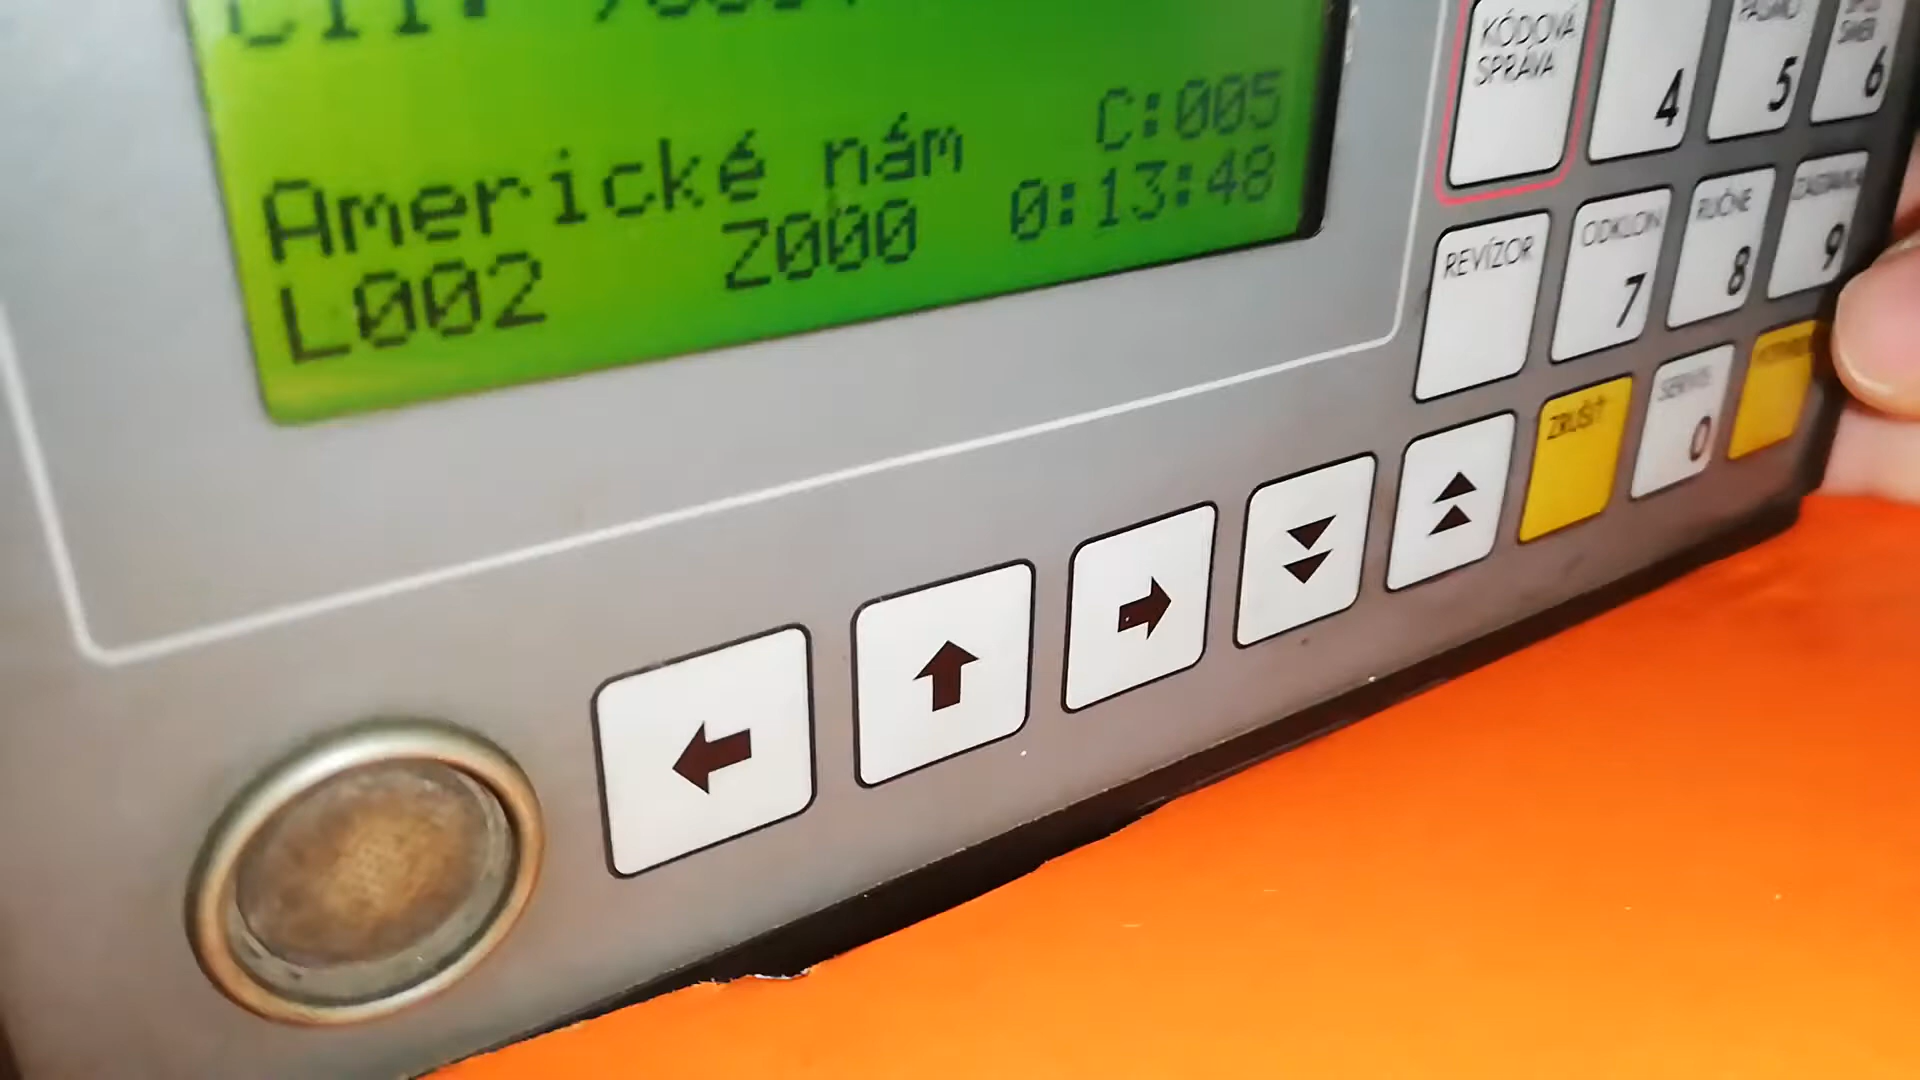 Americké nám C:005
L002 Z000 0:13:48
KÓDOVÁ
SPRÁVA
4
5
6
REVÍZOR
ODKLON
7
RUČNE
8
ZASTÁVKA
9
ZRUŠIŤ
SERVIS
0